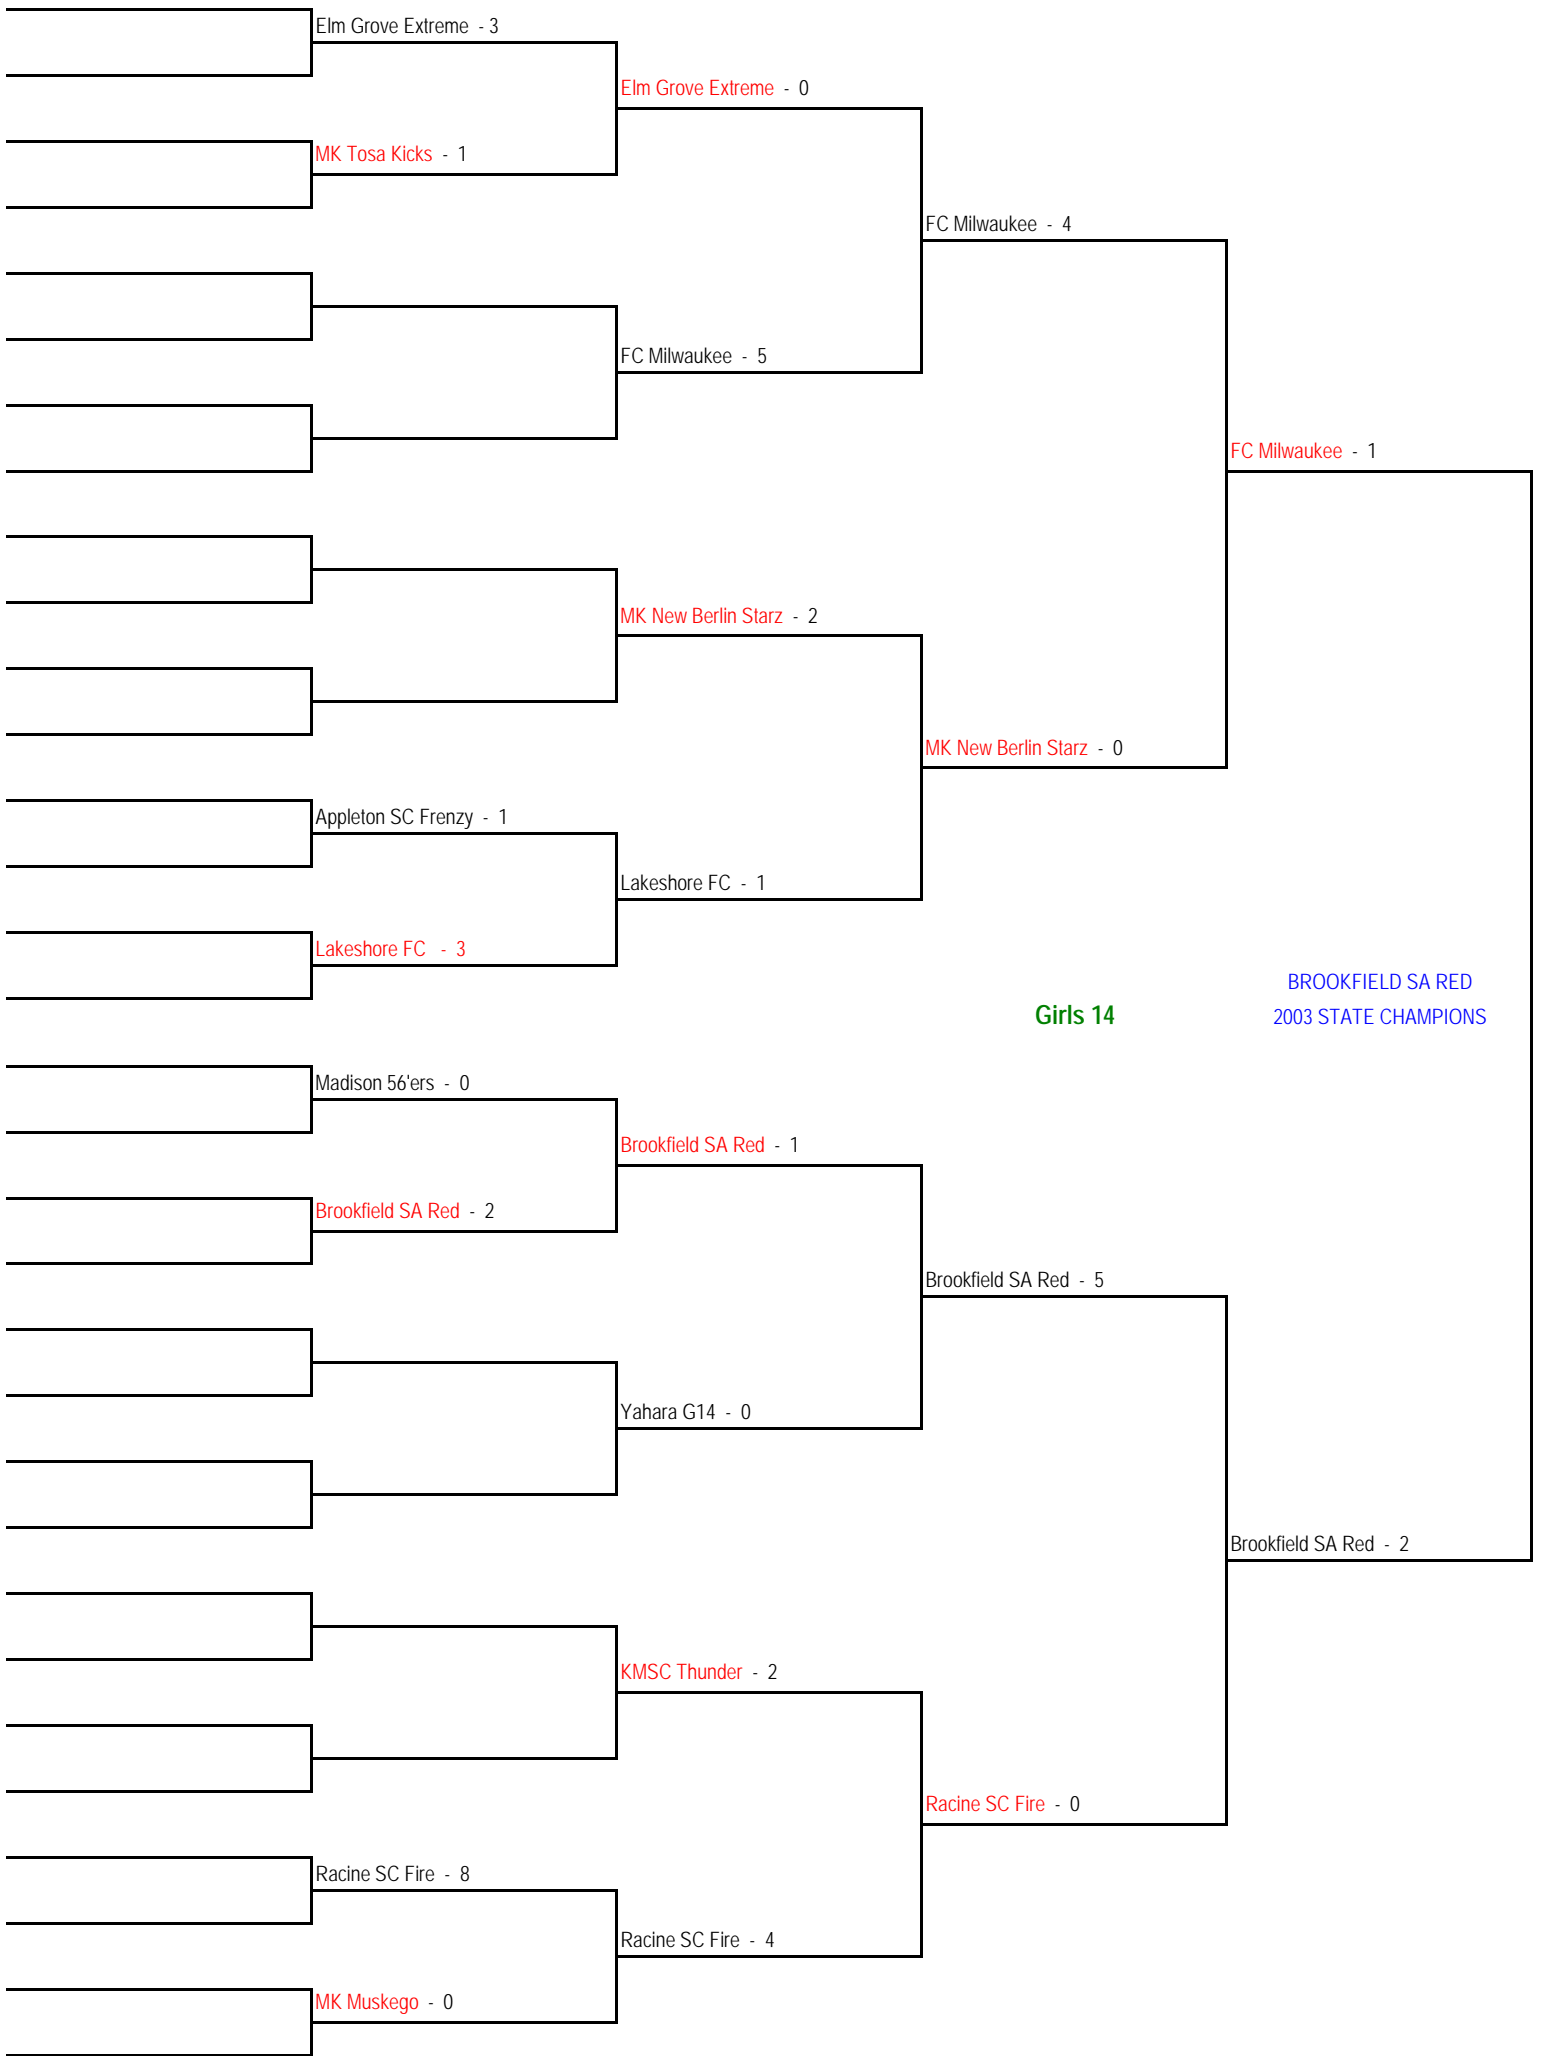 Elm Grove Extreme - 3
Elm Grove Extreme - 0
MK Tosa Kicks - 1
FC Milwaukee - 4
FC Milwaukee - 5
FC Milwaukee - 1
MK New Berlin Starz - 2
MK New Berlin Starz - 0
Appleton SC Frenzy - 1
Lakeshore FC - 1
Lakeshore FC - 3
BROOKFIELD SA RED
Girls 14
2003 STATE CHAMPIONS
Madison 56'ers - 0
Brookfield SA Red - 1
Brookfield SA Red - 2
Brookfield SA Red - 5
Yahara G14 - 0
Brookfield SA Red - 2
KMSC Thunder - 2
Racine SC Fire - 0
Racine SC Fire - 8
Racine SC Fire - 4
MK Muskego - 0